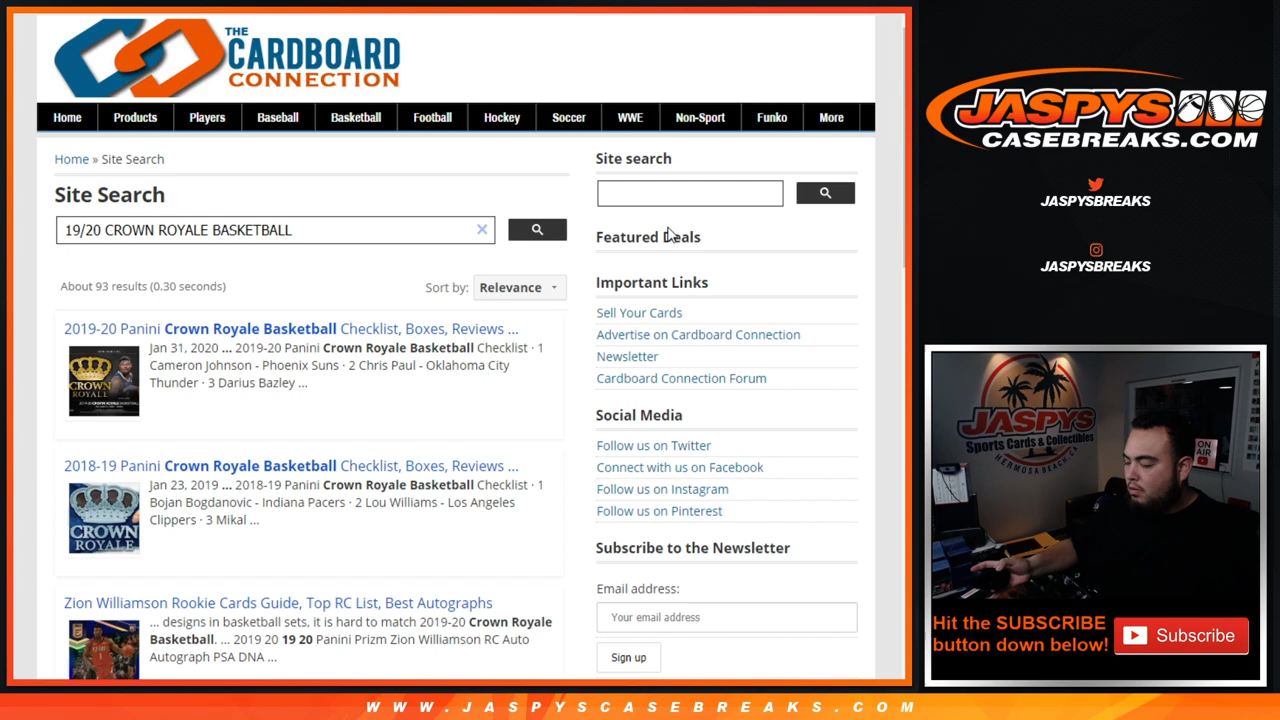 THE
CARDBOARD
CONNECTION
Home Products Players Baseball Basketball Football Hockey Soccer WWE Non-Sport Funko More
Home » Site Search
Site Search
19/20 CROWN ROYALE BASKETBALL
About 93 results (0.30 seconds)
Sort by: Relevance
2019-20 Panini Crown Royale Basketball Checklist, Boxes, Reviews ...
Jan 31, 2020 ... 2019-20 Panini Crown Royale Basketball Checklist · 1
Cameron Johnson - Phoenix Suns · 2 Chris Paul - Oklahoma City
Thunder · 3 Darius Bazley ...
CROWN
ROYALE
2018-19 Panini Crown Royale Basketball Checklist, Boxes, Reviews ...
Jan 23, 2019 ... 2018-19 Panini Crown Royale Basketball Checklist · 1
Bojan Bogdanovic - Indiana Pacers · 2 Lou Williams - Los Angeles
Clippers · 3 Mikal ...
CROWN
ROYALE
Zion Williamson Rookie Cards Guide, Top RC List, Best Autographs
... designs in basketball sets, it is hard to match 2019-20 Crown Royale
Basketball. ... 2019 20 19 20 Panini Prizm Zion Williamson RC Auto
Autograph PSA DNA ...
Site search
Featured Deals
Important Links
Sell Your Cards
Advertise on Cardboard Connection
Newsletter
Cardboard Connection Forum
Social Media
Follow us on Twitter
Connect with us on Facebook
Follow us on Instagram
Follow us on Pinterest
Subscribe to the Newsletter
Email address:
Your email address
Sign up
JASPYS
CASEBREAKS.COM
JASPYSBREAKS
JASPYSBREAKS
JASPYS
Sports Cards & Collectibles
HERMOSA BEACH, CA
ON
AIR
Hit the SUBSCRIBE
button down below!
Subscribe
WWW.JASPYSCASEBREAKS.COM